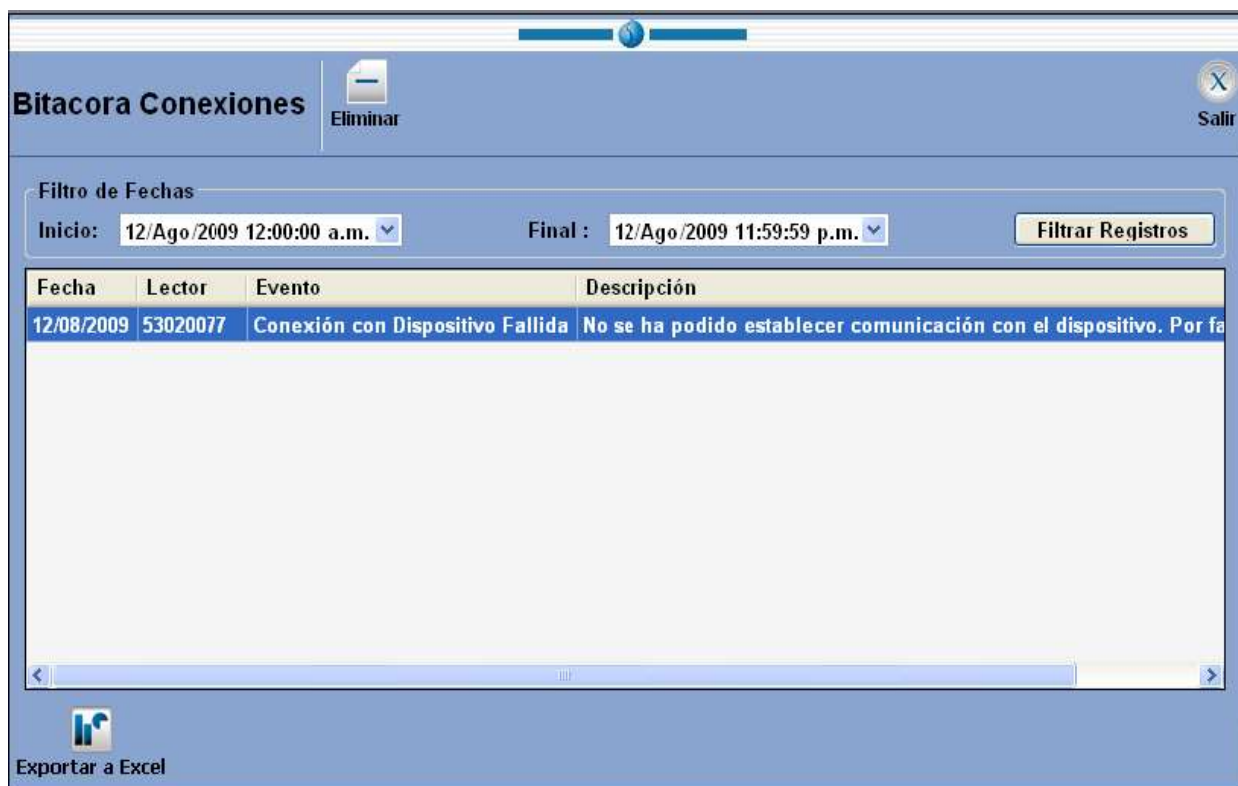 Bitacora Conexiones
Eliminar
X
Salir
Filtro de Fechas
Inicio: 12/Ago/2009 12:00:00 a.m. Final : 12/Ago/2009 11:59:59 p.m. Filtrar Registros
Fecha Lector Evento Descripción
12/08/2009 53020077 Conexión con Dispositivo Fallida No se ha podido establecer comunicación con el dispositivo. Por fa
Exportar a Excel